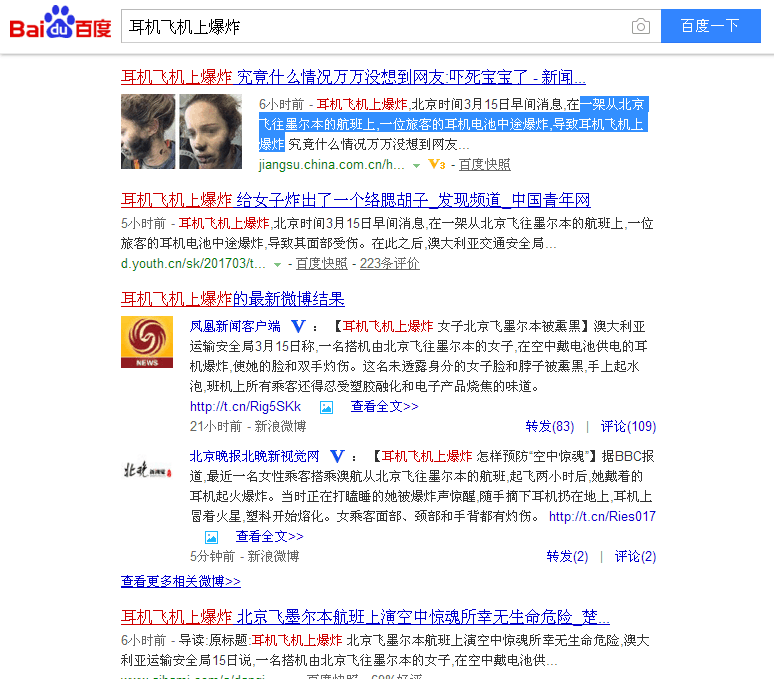 Bai du 百度
耳机飞机上爆炸
百度一下
耳机飞机上爆炸 究竟什么情况万万没想到网友:吓死宝宝了 - 新闻...
6小时前 - 耳机飞机上爆炸,北京时间3月15日早间消息,在一架从北京
飞往墨尔本的航班上,一位旅客的耳机电池中途爆炸,导致耳机飞机上
爆炸 究竟什么情况万万没想到网友...
jiangsu.china.com.cn/h... V3 - 百度快照
耳机飞机上爆炸 给女子炸出了一个络腮胡子_发现频道_中国青年网
5小时前 - 耳机飞机上爆炸,北京时间3月15日早间消息,在一架从北京飞往墨尔本的航班上,一位
旅客的耳机电池中途爆炸,导致其面部受伤。在此之后,澳大利亚交通安全局...
d.youth.cn/sk/201703/t... - 百度快照 - 223条评价
耳机飞机上爆炸的最新微博结果
NEWS
凤凰新闻客户端 V ：【耳机飞机上爆炸 女子北京飞墨尔本被熏黑】澳大利亚
运输安全局3月15日称,一名搭机由北京飞往墨尔本的女子,在空中戴电池供电的耳
机爆炸,使她的脸和双手灼伤。这名未透露身分的女子脸和脖子被熏黑,手上起水
泡,班机上所有乘客还得忍受塑胶融化和电子产品烧焦的味道。
http://t.cn/Rig5SKk 查看全文>>
21小时前 - 新浪微博 转发(83) | 评论(109)
北晚新视觉
北京晚报北晚新视觉网 V ：【耳机飞机上爆炸 怎样预防“空中惊魂”】据BBC报
道,最近一名女性乘客搭乘澳航从北京飞往墨尔本的航班,起飞两小时后,她戴着的
耳机起火爆炸。当时正在打瞌睡的她被爆炸声惊醒,随手摘下耳机扔在地上,耳机上
冒着火星,塑料开始熔化。女乘客面部、颈部和手背都有灼伤。 http://t.cn/Ries017
查看全文>>
5分钟前 - 新浪微博 转发(2) | 评论(2)
查看更多相关微博>>
耳机飞机上爆炸 北京飞墨尔本航班上演空中惊魂所幸无生命危险_楚...
6小时前 - 导读:原标题:耳机飞机上爆炸 北京飞墨尔本航班上演空中惊魂所幸无生命危险,澳大
利亚运输安全局15日说,一名搭机由北京飞往墨尔本的女子,在空中戴电池供...